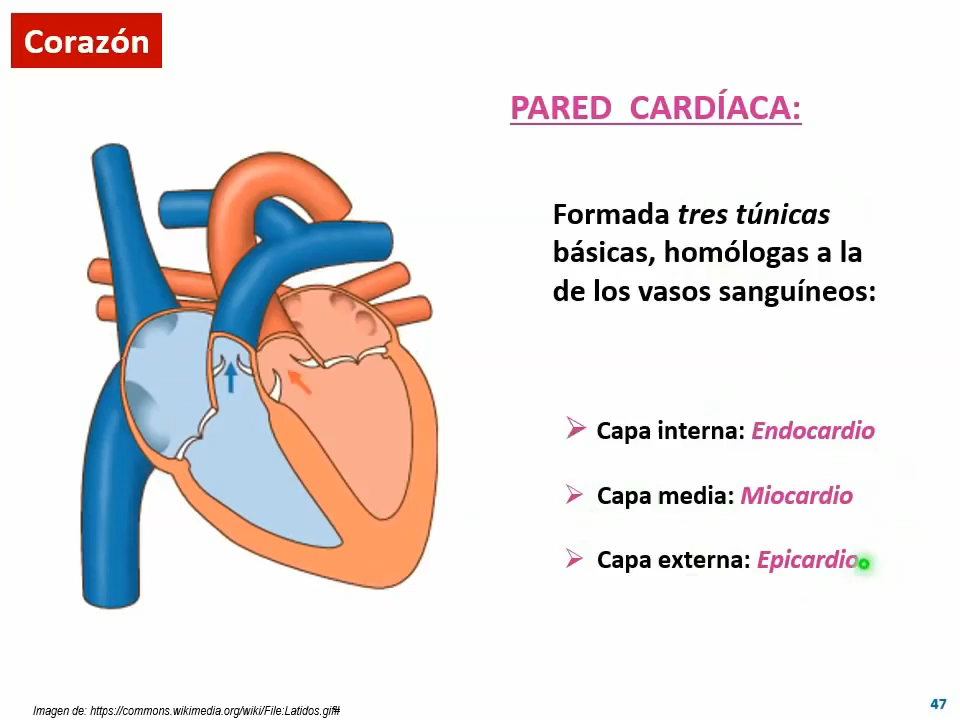 Corazón
PARED CARDÍACA:
Formada tres túnicas
básicas, homólogas a la
de los vasos sanguíneos:
Capa interna: Endocardio
Capa media: Miocardio
Capa externa: Epicardio
Imagen de: https://commons.wikimedia.org/wiki/File:Latidos.gif#
47